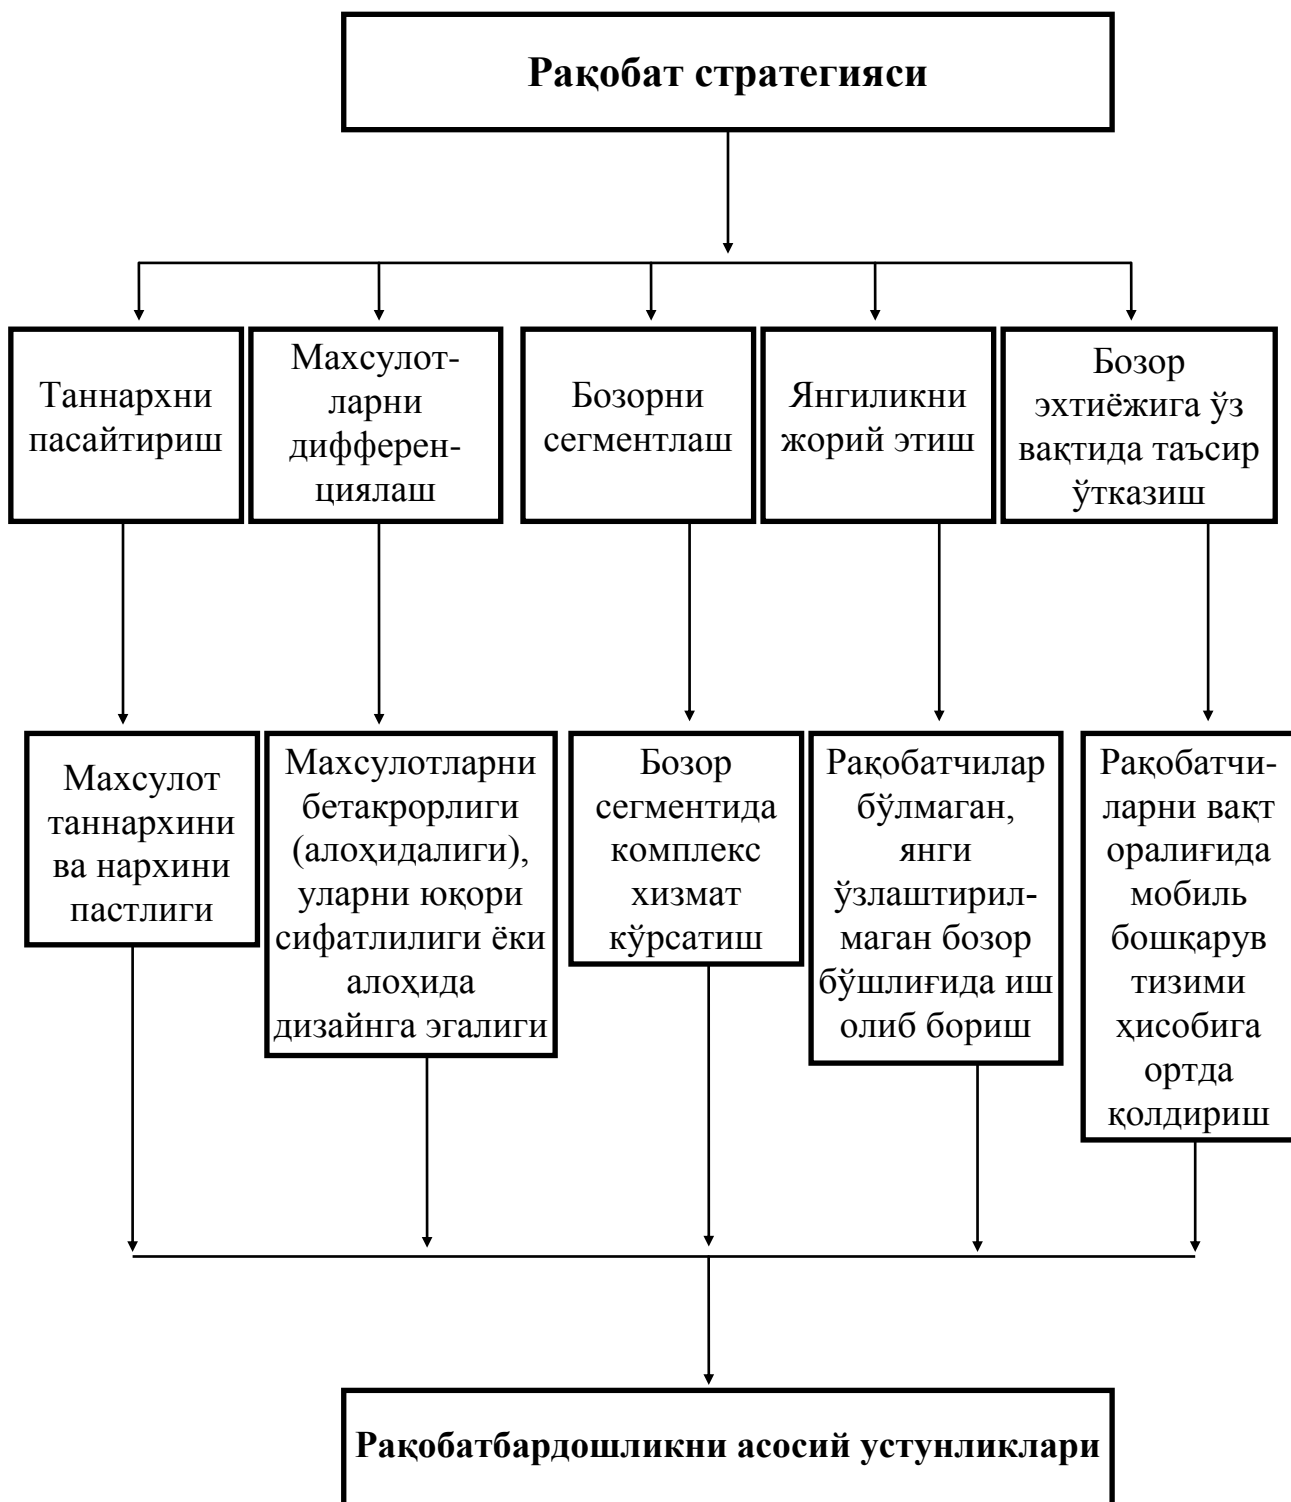 Рақобат стратегияси
Таннархни
пасайтириш
Махсулот-
ларни
дифферен-
циялаш
Бозорни
сегментлаш
Янгиликни
жорий этиш
Бозор
эхтиёжига ўз
вақтида таъсир
ўтказиш
Махсулот
таннархини
ва нархини
пастлиги
Махсулотларни
бетакрорлиги
(алоҳидалиги),
уларни юқори
сифатлилиги ёки
алоҳида
дизайнга эгалиги
Бозор
сегментида
комплекс
хизмат
кўрсатиш
Рақобатчилар
бўлмаган,
янги
ўзлаштирил-
маган бозор
бўшлиғида иш
олиб бориш
Рақобатчи-
ларни вақт
оралиғида
мобиль
бошқарув
тизими
ҳисобига
ортда
қолдириш
Рақобатбардошликни асосий устунликлари